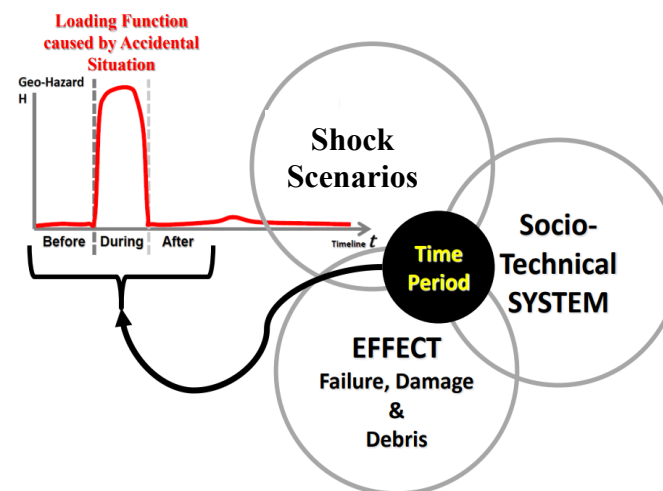 Loading Function
caused by Accidental
Situation
Geo-Hazard
H
Before
During
After
Timeline t
Shock
Scenarios
Socio-
Technical
SYSTEM
Time
Period
EFFECT
Failure, Damage
&
Debris